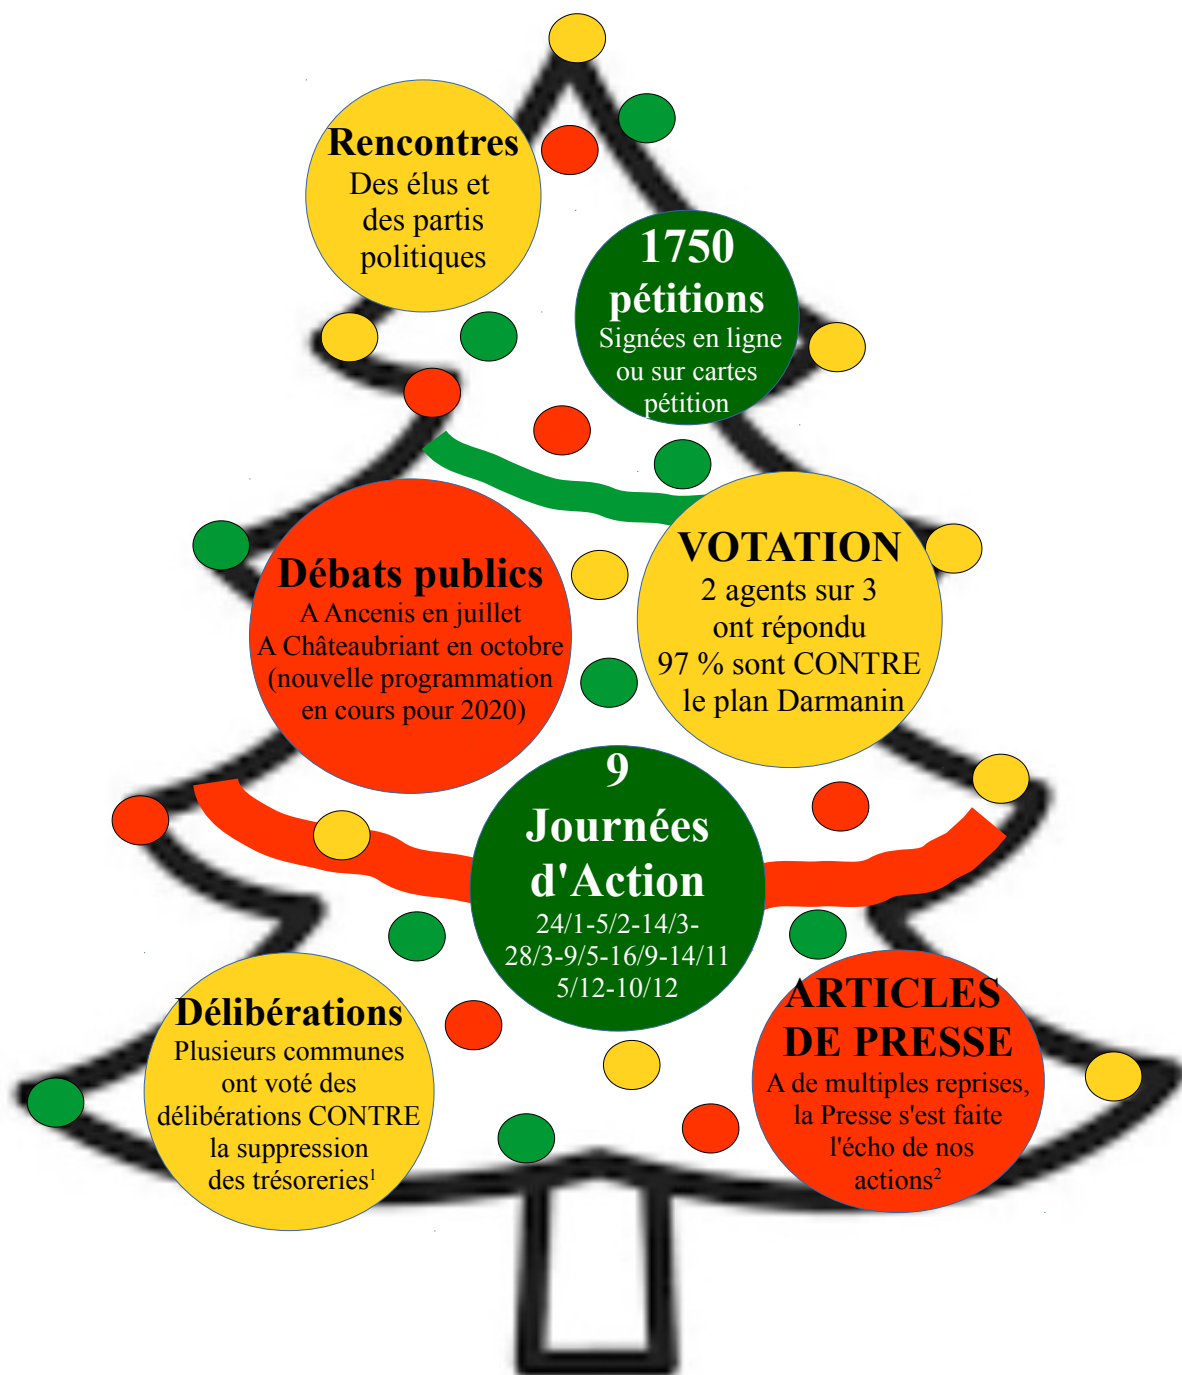 Rencontres
Des élus et
des partis
politiques
1750
pétitions
Signées en ligne
ou sur cartes
pétition
Débats publics
A Ancenis en juillet
A Châteaubriant en octobre
(nouvelle programmation
en cours pour 2020)
VOTATION
2 agents sur 3
ont répondu
97 % sont CONTRE
le plan Darmanin
9
Journées
d'Action
24/1-5/2-14/3-
28/3-9/5-16/9-14/11
5/12-10/12
Délibérations
Plusieurs communes
ont voté des
délibérations CONTRE
la suppression
des trésoreries¹
ARTICLES
DE PRESSE
A de multiples reprises,
la Presse s'est faite
l'écho de nos
actions²